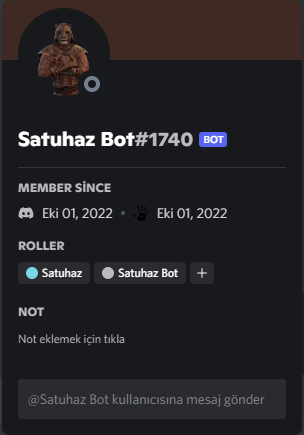 Satuhaz Bot#1740 BOT
MEMBER SİNCE
Eki 01, 2022 • Eki 01, 2022
ROLLER
Satuhaz Satuhaz Bot +
NOT
Not eklemek için tıkla
@Satuhaz Bot kullanıcısına mesaj gönder